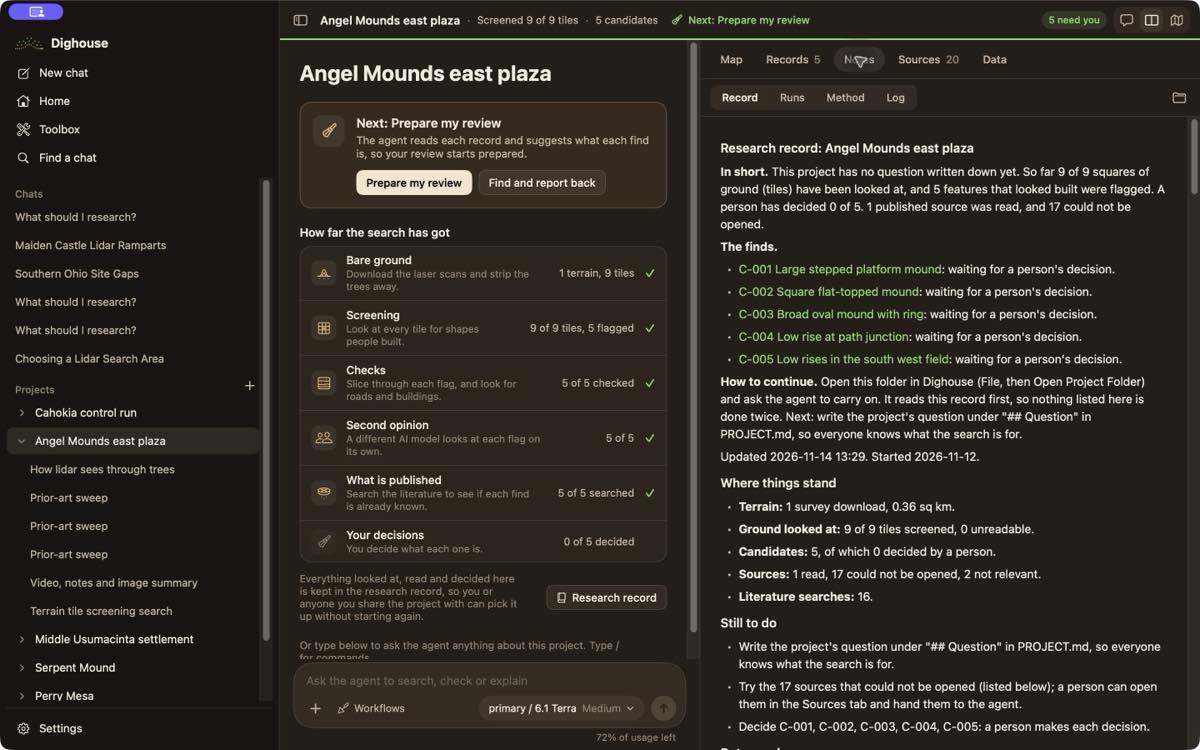 Dighouse
New chat
Home
Toolbox
Find a chat
Chats
What should I research?
Maiden Castle Lidar Ramparts
Southern Ohio Site Gaps
What should I research?
What should I research?
Choosing a Lidar Search Area
Projects
Cahokia control run
Angel Mounds east plaza
How lidar sees through trees
Prior-art sweep
Prior-art sweep
Prior-art sweep
Video, notes and image summary
Terrain tile screening search
Middle Usumacinta settlement
Serpent Mound
Perry Mesa
Settings
Angel Mounds east plaza · Screened 9 of 9 tiles · 5 candidates Next: Prepare my review
5 need you
Angel Mounds east plaza
Next: Prepare my review
The agent reads each record and suggests what each find
is, so your review starts prepared.
Prepare my review Find and report back
How far the search has got
Bare ground
Download the laser scans and strip the
trees away.
1 terrain, 9 tiles
Screening
Look at every tile for shapes
people built.
9 of 9 tiles, 5 flagged
Checks
Slice through each flag, and look for
roads and buildings.
5 of 5 checked
Second opinion
A different AI model looks at each flag on
its own.
5 of 5
What is published
Search the literature to see if each find
is already known.
5 of 5 searched
Your decisions
You decide what each one is.
0 of 5 decided
Everything looked at, read and decided here
is kept in the research record, so you or
anyone you share the project with can pick it
up without starting again.
Research record
Or type below to ask the agent anything about this project. Type /
for commands
Ask the agent to search, check or explain
Workflows
primary / 6.1 Terra Medium
72% of usage left
Map Records 5 Notes Sources 20 Data
Record Runs Method Log
Research record: Angel Mounds east plaza
In short. This project has no question written down yet. So far 9 of 9 squares of
ground (tiles) have been looked at, and 5 features that looked built were flagged. A
person has decided 0 of 5. 1 published source was read, and 17 could not be
opened.
The finds.
• C-001 Large stepped platform mound: waiting for a person's decision.
• C-002 Square flat-topped mound: waiting for a person's decision.
• C-003 Broad oval mound with ring: waiting for a person's decision.
• C-004 Low rise at path junction: waiting for a person's decision.
• C-005 Low rises in the south west field: waiting for a person's decision.
How to continue. Open this folder in Dighouse (File, then Open Project Folder)
and ask the agent to carry on. It reads this record first, so nothing listed here is
done twice. Next: write the project's question under "## Question" in
PROJECT.md, so everyone knows what the search is for.
Updated 2026-11-14 13:29. Started 2026-11-12.
Where things stand
• Terrain: 1 survey download, 0.36 sq km.
• Ground looked at: 9 of 9 tiles screened, 0 unreadable.
• Candidates: 5, of which 0 decided by a person.
• Sources: 1 read, 17 could not be opened, 2 not relevant.
• Literature searches: 16.
Still to do
• Write the project's question under "## Question" in PROJECT.md, so everyone
knows what the search is for.
• Try the 17 sources that could not be opened (listed below); a person can open
them in the Sources tab and hand them to the agent.
• Decide C-001, C-002, C-003, C-004, C-005: a person makes each decision.